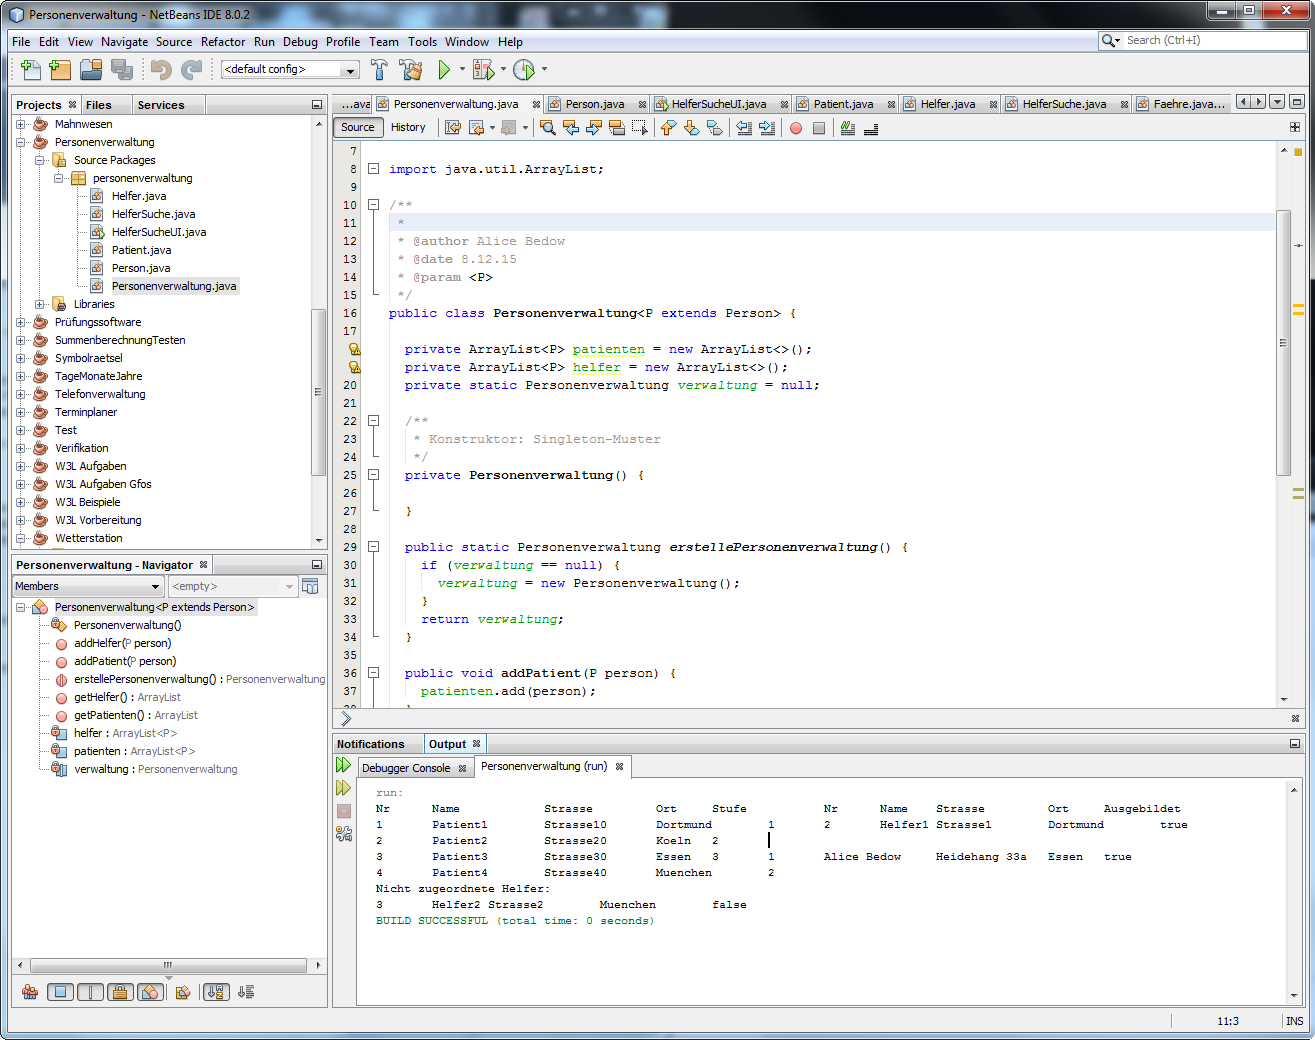 Personenverwaltung - NetBeans IDE 8.0.2
File Edit View Navigate Source Refactor Run Debug Profile Team Tools Window Help
Search (Ctrl+I)
<default config>
Projects Files Services
Mahnwesen
Personenverwaltung
Source Packages
personenverwaltung
Helfer.java
HelferSuche.java
HelferSucheUI.java
Patient.java
Person.java
Personenverwaltung.java
Libraries
Prüfungssoftware
SummenberechnungTesten
Symbolraetsel
TageMonateJahre
Telefonverwaltung
Terminplaner
Test
Verifikation
W3L Aufgaben
W3L Aufgaben Gfos
W3L Beispiele
W3L Vorbereitung
Wetterstation
Personenverwaltung - Navigator
Members <empty>
Personenverwaltung<P extends Person>
Personenverwaltung()
addHelfer(P person)
addPatient(P person)
erstellePersonenverwaltung() : Personenverwaltung
getHelfer() : ArrayList
getPatienten() : ArrayList
helfer : ArrayList<P>
patienten : ArrayList<P>
verwaltung : Personenverwaltung
...ava Personenverwaltung.java Person.java HelferSucheUI.java Patient.java Helfer.java HelferSuche.java Faehre.java...
Source History
7
8 import java.util.ArrayList;
9
10 /**
11 *
12 * @author Alice Bedow
13 * @date 8.12.15
14 * @param <P>
15 */
16 public class Personenverwaltung<P extends Person> {
17
private ArrayList<P> patienten = new ArrayList<>();
private ArrayList<P> helfer = new ArrayList<>();
20 private static Personenverwaltung verwaltung = null;
21
22 /**
23 * Konstruktor: Singleton-Muster
24 */
25 private Personenverwaltung() {
26
27 }
28
29 public static Personenverwaltung erstellePersonenverwaltung() {
30 if (verwaltung == null) {
31 verwaltung = new Personenverwaltung();
32 }
33 return verwaltung;
34 }
35
36 public void addPatient(P person) {
37 patienten.add(person);
Notifications Output
Debugger Console Personenverwaltung (run)
run:
Nr Name Strasse Ort Stufe Nr Name Strasse Ort Ausgebildet
1 Patient1 Strasse10 Dortmund 1 2 Helfer1 Strasse1 Dortmund true
2 Patient2 Strasse20 Koeln 2
3 Patient3 Strasse30 Essen 3 1 Alice Bedow Heidehang 33a Essen true
4 Patient4 Strasse40 Muenchen 2
Nicht zugeordnete Helfer:
3 Helfer2 Strasse2 Muenchen false
BUILD SUCCESSFUL (total time: 0 seconds)
11:3 INS